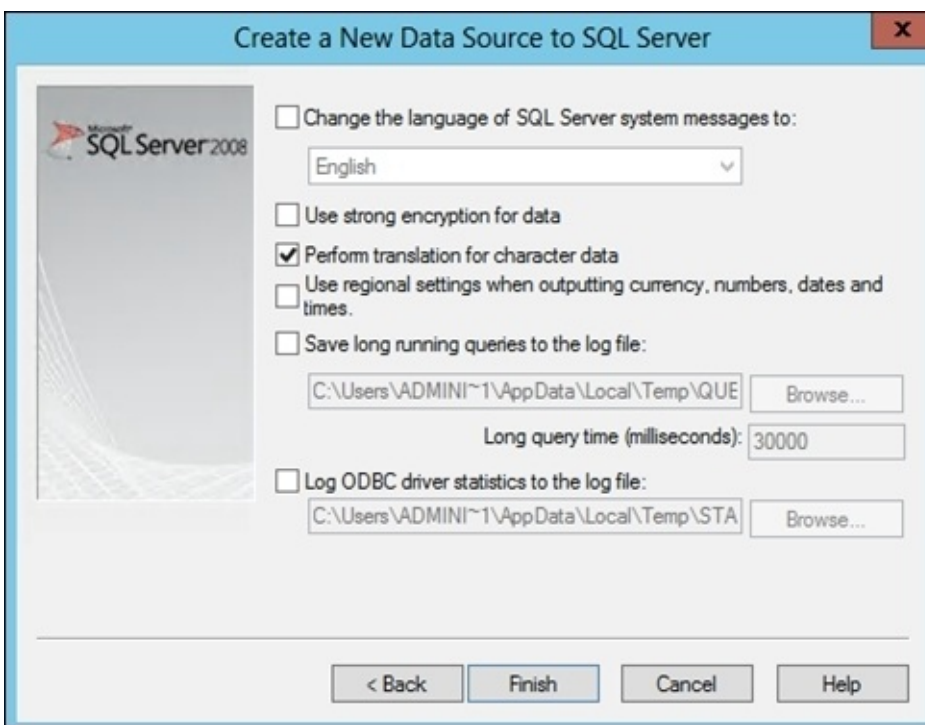 Create a New Data Source to SQL Server
x
Microsoft
SQL Server 2008
Change the language of SQL Server system messages to:
English
Use strong encryption for data
Perform translation for character data
Use regional settings when outputting currency, numbers, dates and
times.
Save long running queries to the log file:
C:\Users\ADMINI~1\AppData\Local\Temp\QUE
Browse...
Long query time (milliseconds):
30000
Log ODBC driver statistics to the log file:
C:\Users\ADMINI~1\AppData\Local\Temp\STA
Browse...
< Back
Finish
Cancel
Help